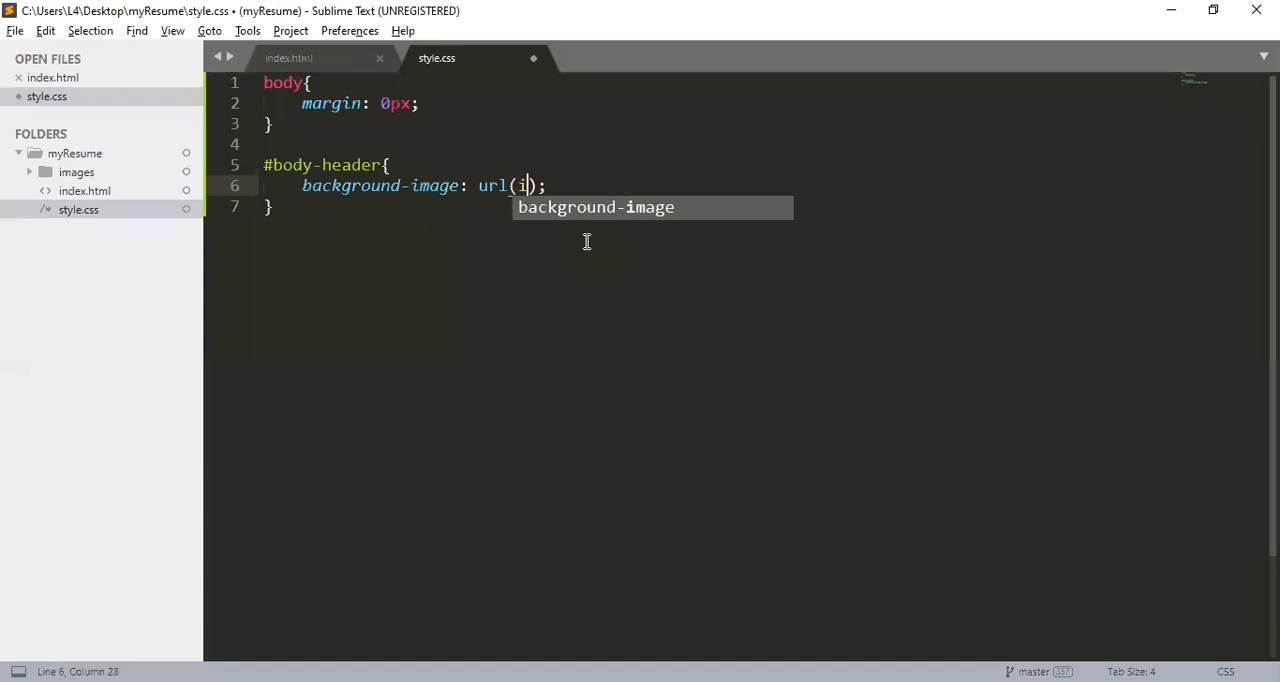 C:\Users\L4\Desktop\myResume\style.css • (myResume) - Sublime Text (UNREGISTERED)
File Edit Selection Find View Goto Tools Project Preferences Help
OPEN FILES
index.html
style.css
FOLDERS
myResume
images
index.html
style.css
index.html
style.css
1 body{
2 margin: 0px;
3 }
4
5 #body-header{
6 background-image: url(i);
7 }
background-image
Line 6, Column 28
master 357
Tab Size: 4
CSS